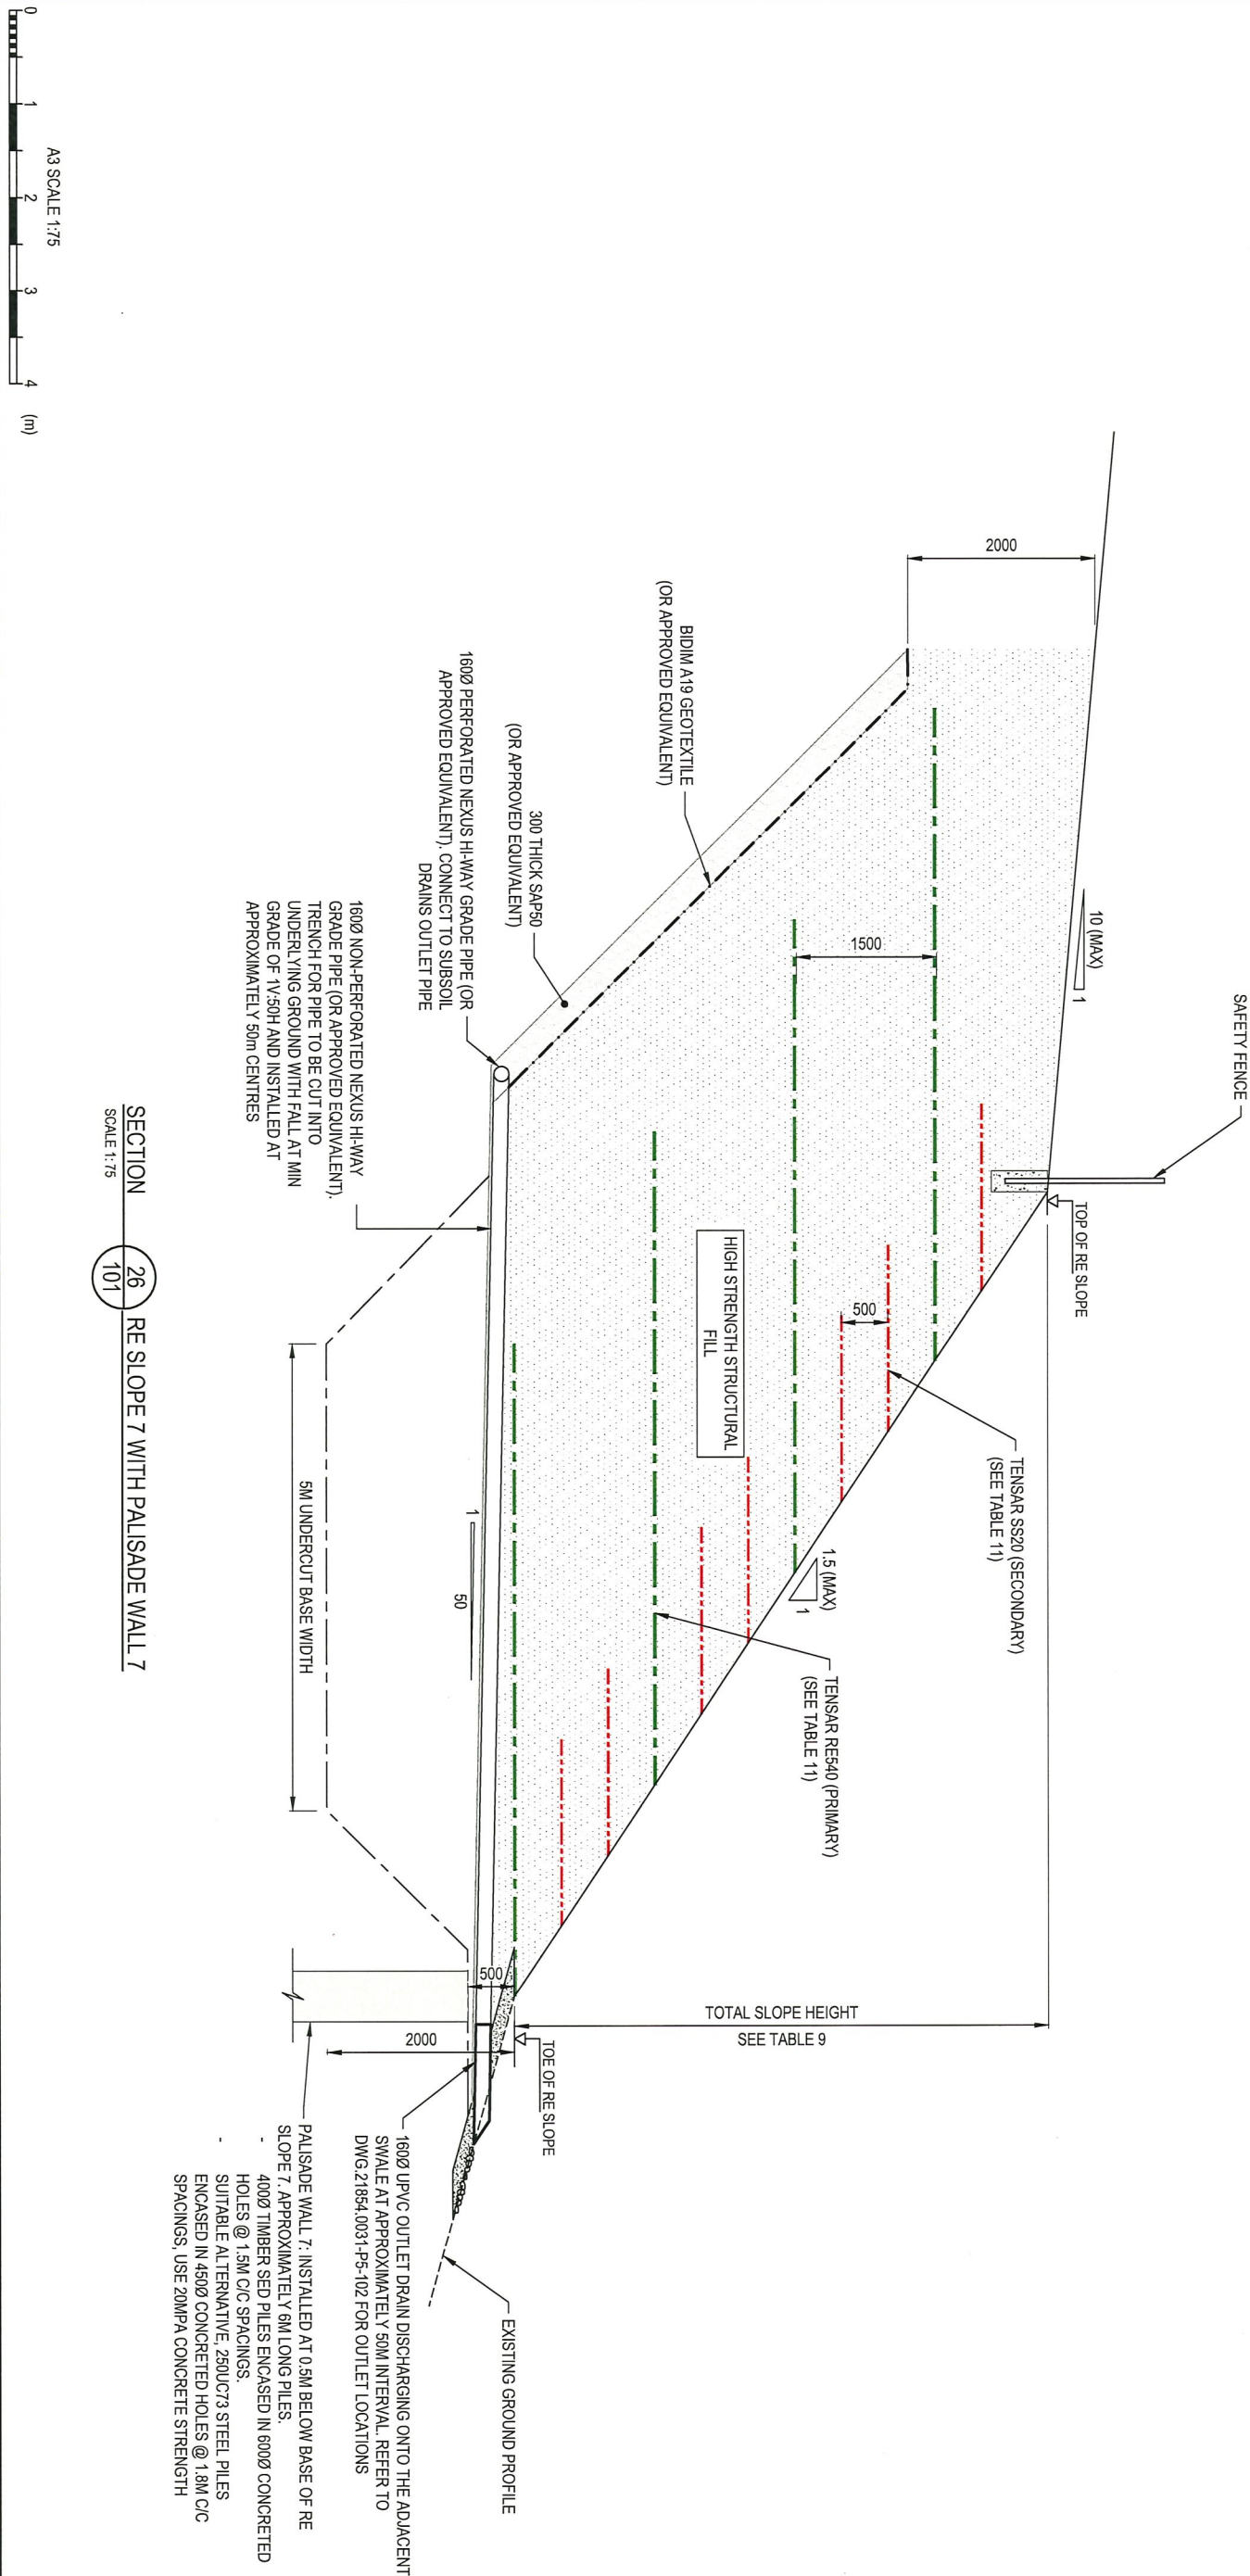 SAFETY FENCE
2000
10 (MAX)
1
TOP OF RE SLOPE
TENSAR SS20 (SECONDARY)
(SEE TABLE 11)
1500
500
HIGH STRENGTH STRUCTURAL
FILL
1.5 (MAX)
1
TENSAR RE540 (PRIMARY)
(SEE TABLE 11)
TOTAL SLOPE HEIGHT
SEE TABLE 9
BIDIM A19 GEOTEXTILE
(OR APPROVED EQUIVALENT)
300 THICK SAP50
(OR APPROVED EQUIVALENT)
160Ø PERFORATED NEXUS HI-WAY GRADE PIPE (OR
APPROVED EQUIVALENT). CONNECT TO SUBSOIL
DRAINS OUTLET PIPE
160Ø NON-PERFORATED NEXUS HI-WAY
GRADE PIPE (OR APPROVED EQUIVALENT).
TRENCH FOR PIPE TO BE CUT INTO
UNDERLYING GROUND WITH FALL AT MIN
GRADE OF 1V:50H AND INSTALLED AT
APPROXIMATELY 50m CENTRES
1
50
5M UNDERCUT BASE WIDTH
500
2000
TOE OF RE SLOPE
EXISTING GROUND PROFILE
160Ø UPVC OUTLET DRAIN DISCHARGING ONTO THE ADJACENT
SWALE AT APPROXIMATELY 50M INTERVAL. REFER TO
DWG.21854.0031-P5-102 FOR OUTLET LOCATIONS
PALISADE WALL 7: INSTALLED AT 0.5M BELOW BASE OF RE
SLOPE 7. APPROXIMATELY 6M LONG PILES.
- 400Ø TIMBER SED PILES ENCASED IN 600Ø CONCRETED
HOLES @ 1.5M C/C SPACINGS.
- SUITABLE ALTERNATIVE, 250UC73 STEEL PILES
ENCASED IN 450Ø CONCRETED HOLES @ 1.8M C/C
SPACINGS, USE 20MPA CONCRETE STRENGTH
SECTION 26 RE SLOPE 7 WITH PALISADE WALL 7
SCALE 1:75 101
A3 SCALE 1:75
0 1 2 3 4 (m)